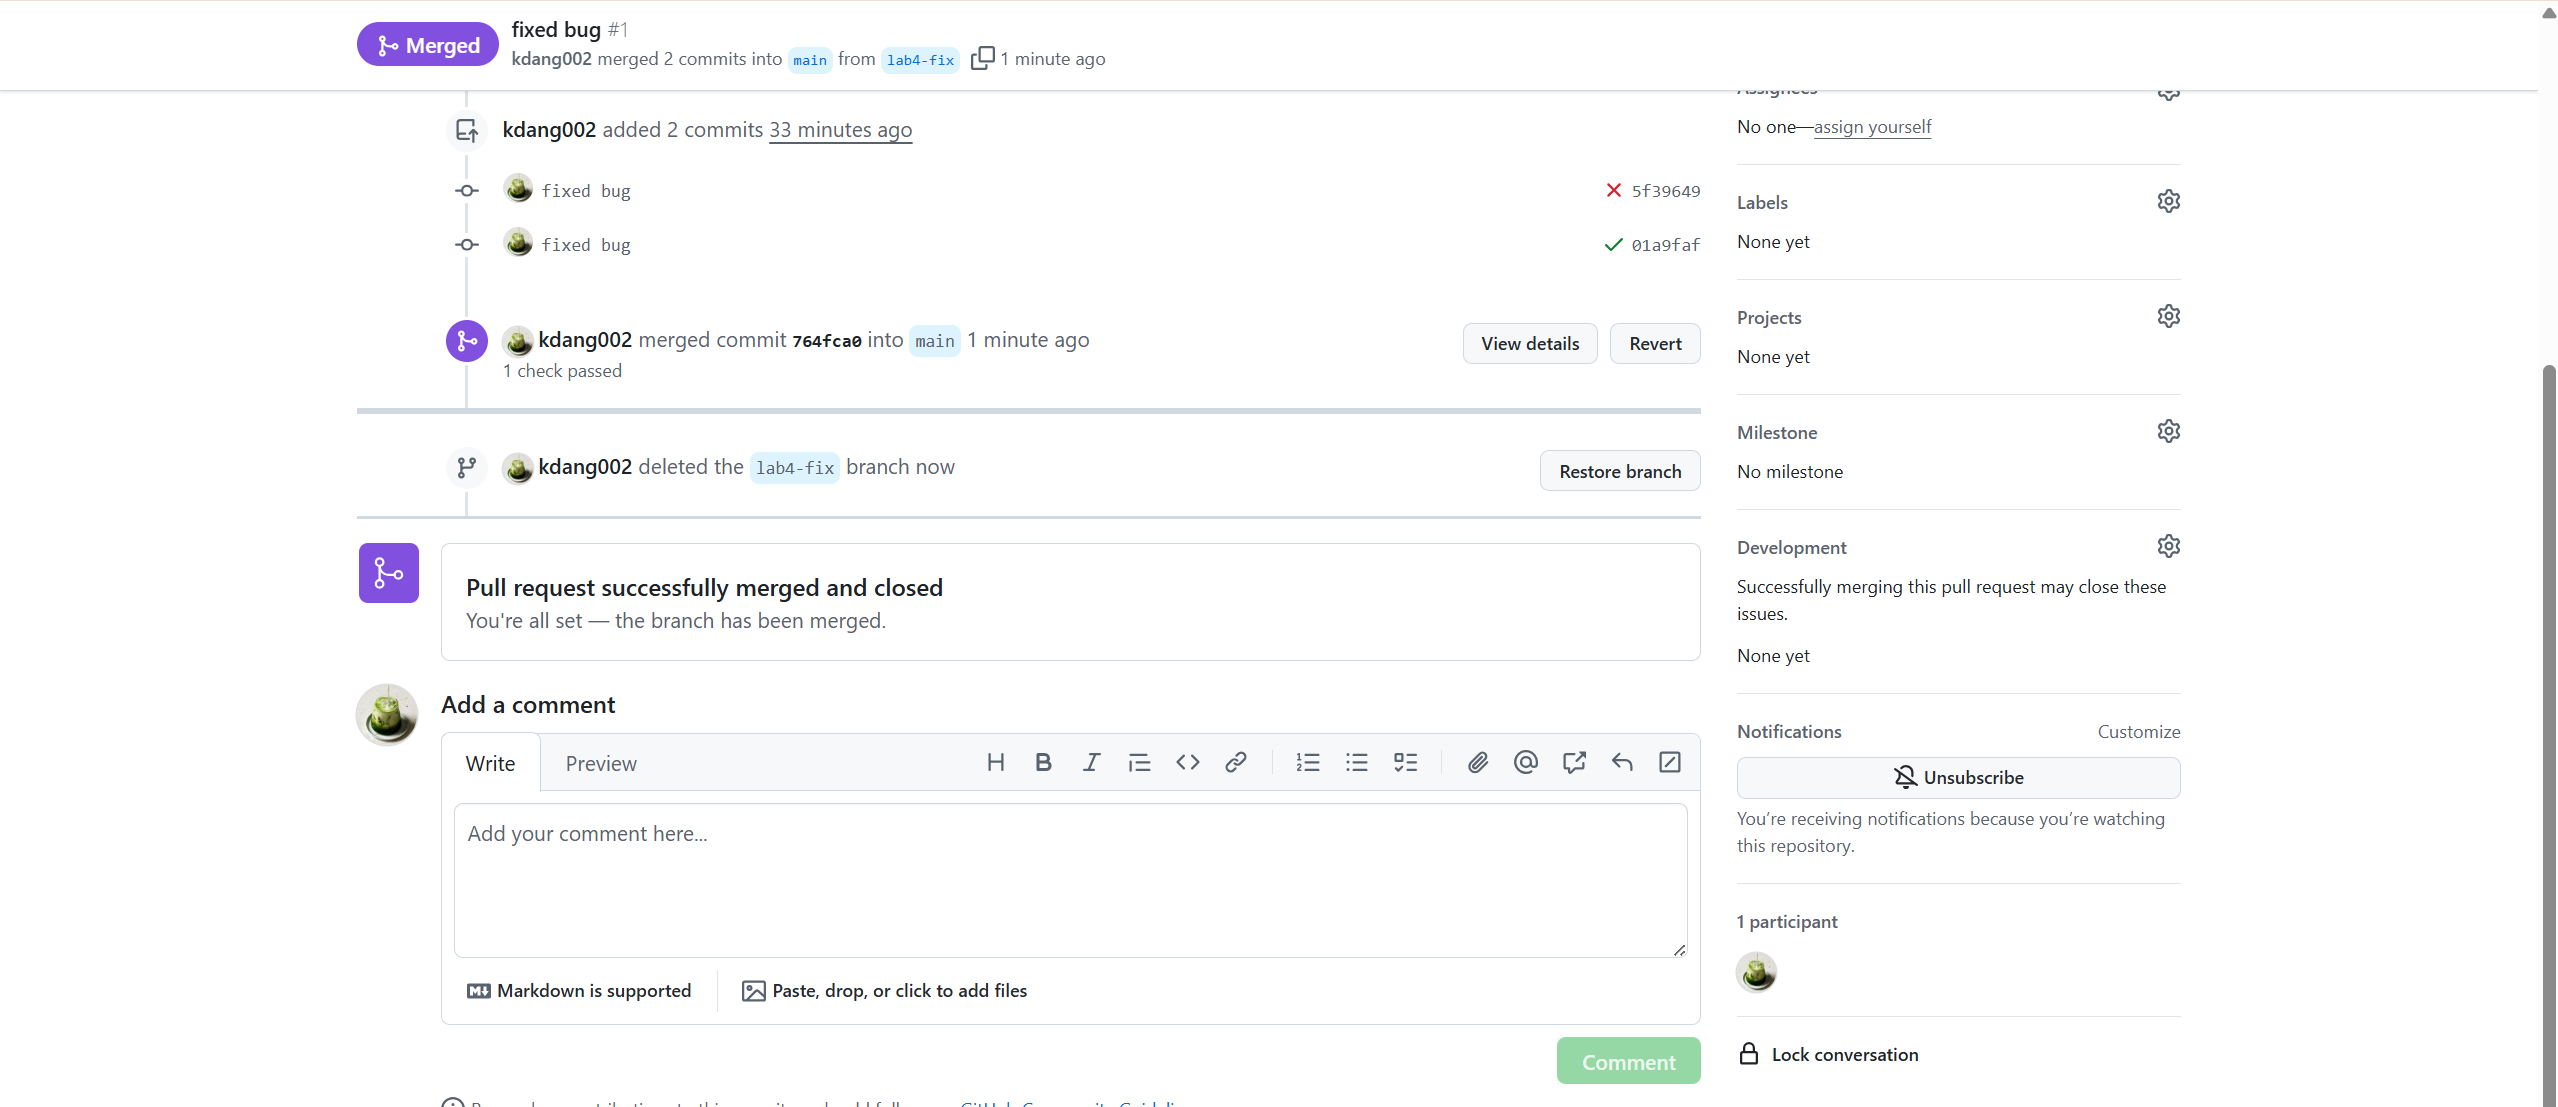 Merged
fixed bug #1
kdang002 merged 2 commits into main from lab4-fix 1 minute ago
Assignees
No one—assign yourself
kdang002 added 2 commits 33 minutes ago
fixed bug 5f39649
fixed bug 01a9faf
Labels
None yet
kdang002 merged commit 764fca0 into main 1 minute ago
1 check passed
View details
Revert
Projects
None yet
kdang002 deleted the lab4-fix branch now
Restore branch
Milestone
No milestone
Pull request successfully merged and closed
You're all set — the branch has been merged.
Development
Successfully merging this pull request may close these
issues.
None yet
Add a comment
Write
Preview
Add your comment here...
Markdown is supported
Paste, drop, or click to add files
Comment
Notifications
Customize
Unsubscribe
You’re receiving notifications because you’re watching
this repository.
1 participant
Lock conversation